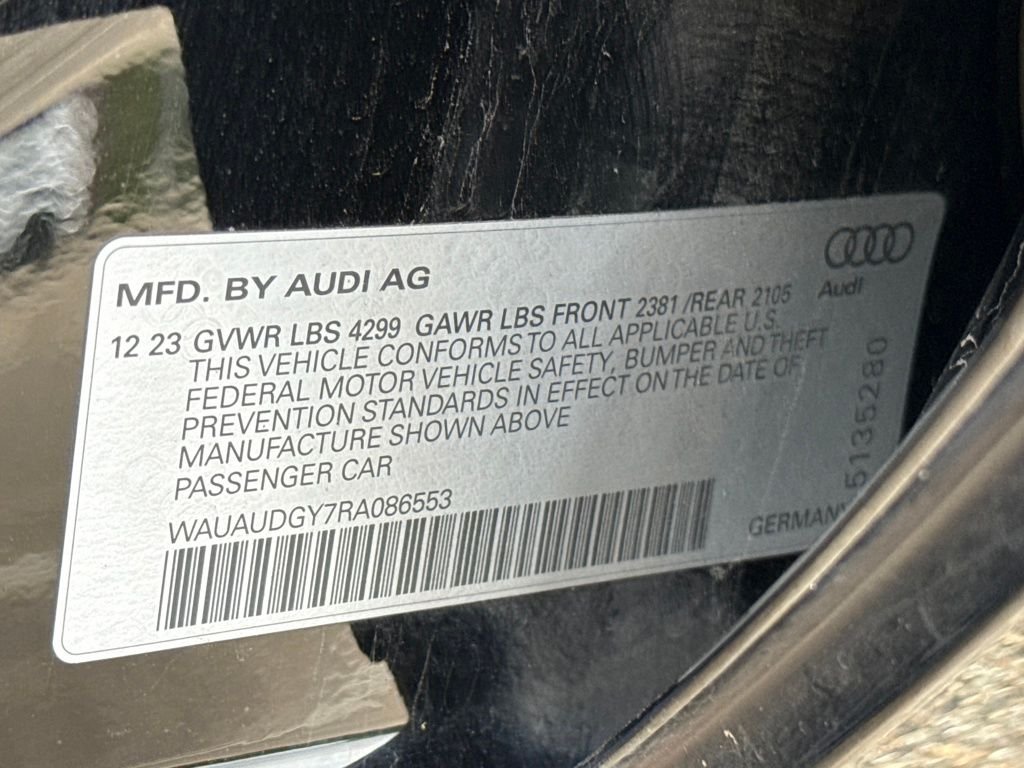 MFD. BY AUDI AG
Audi
12 23 GVWR LBS 4299 GAWR LBS FRONT 2381 /REAR 2105
THIS VEHICLE CONFORMS TO ALL APPLICABLE U.S.
FEDERAL MOTOR VEHICLE SAFETY, BUMPER AND THEFT
PREVENTION STANDARDS IN EFFECT ON THE DATE OF
MANUFACTURE SHOWN ABOVE
PASSENGER CAR
WAUAUDGY7RA086553
GERMANY
5135280